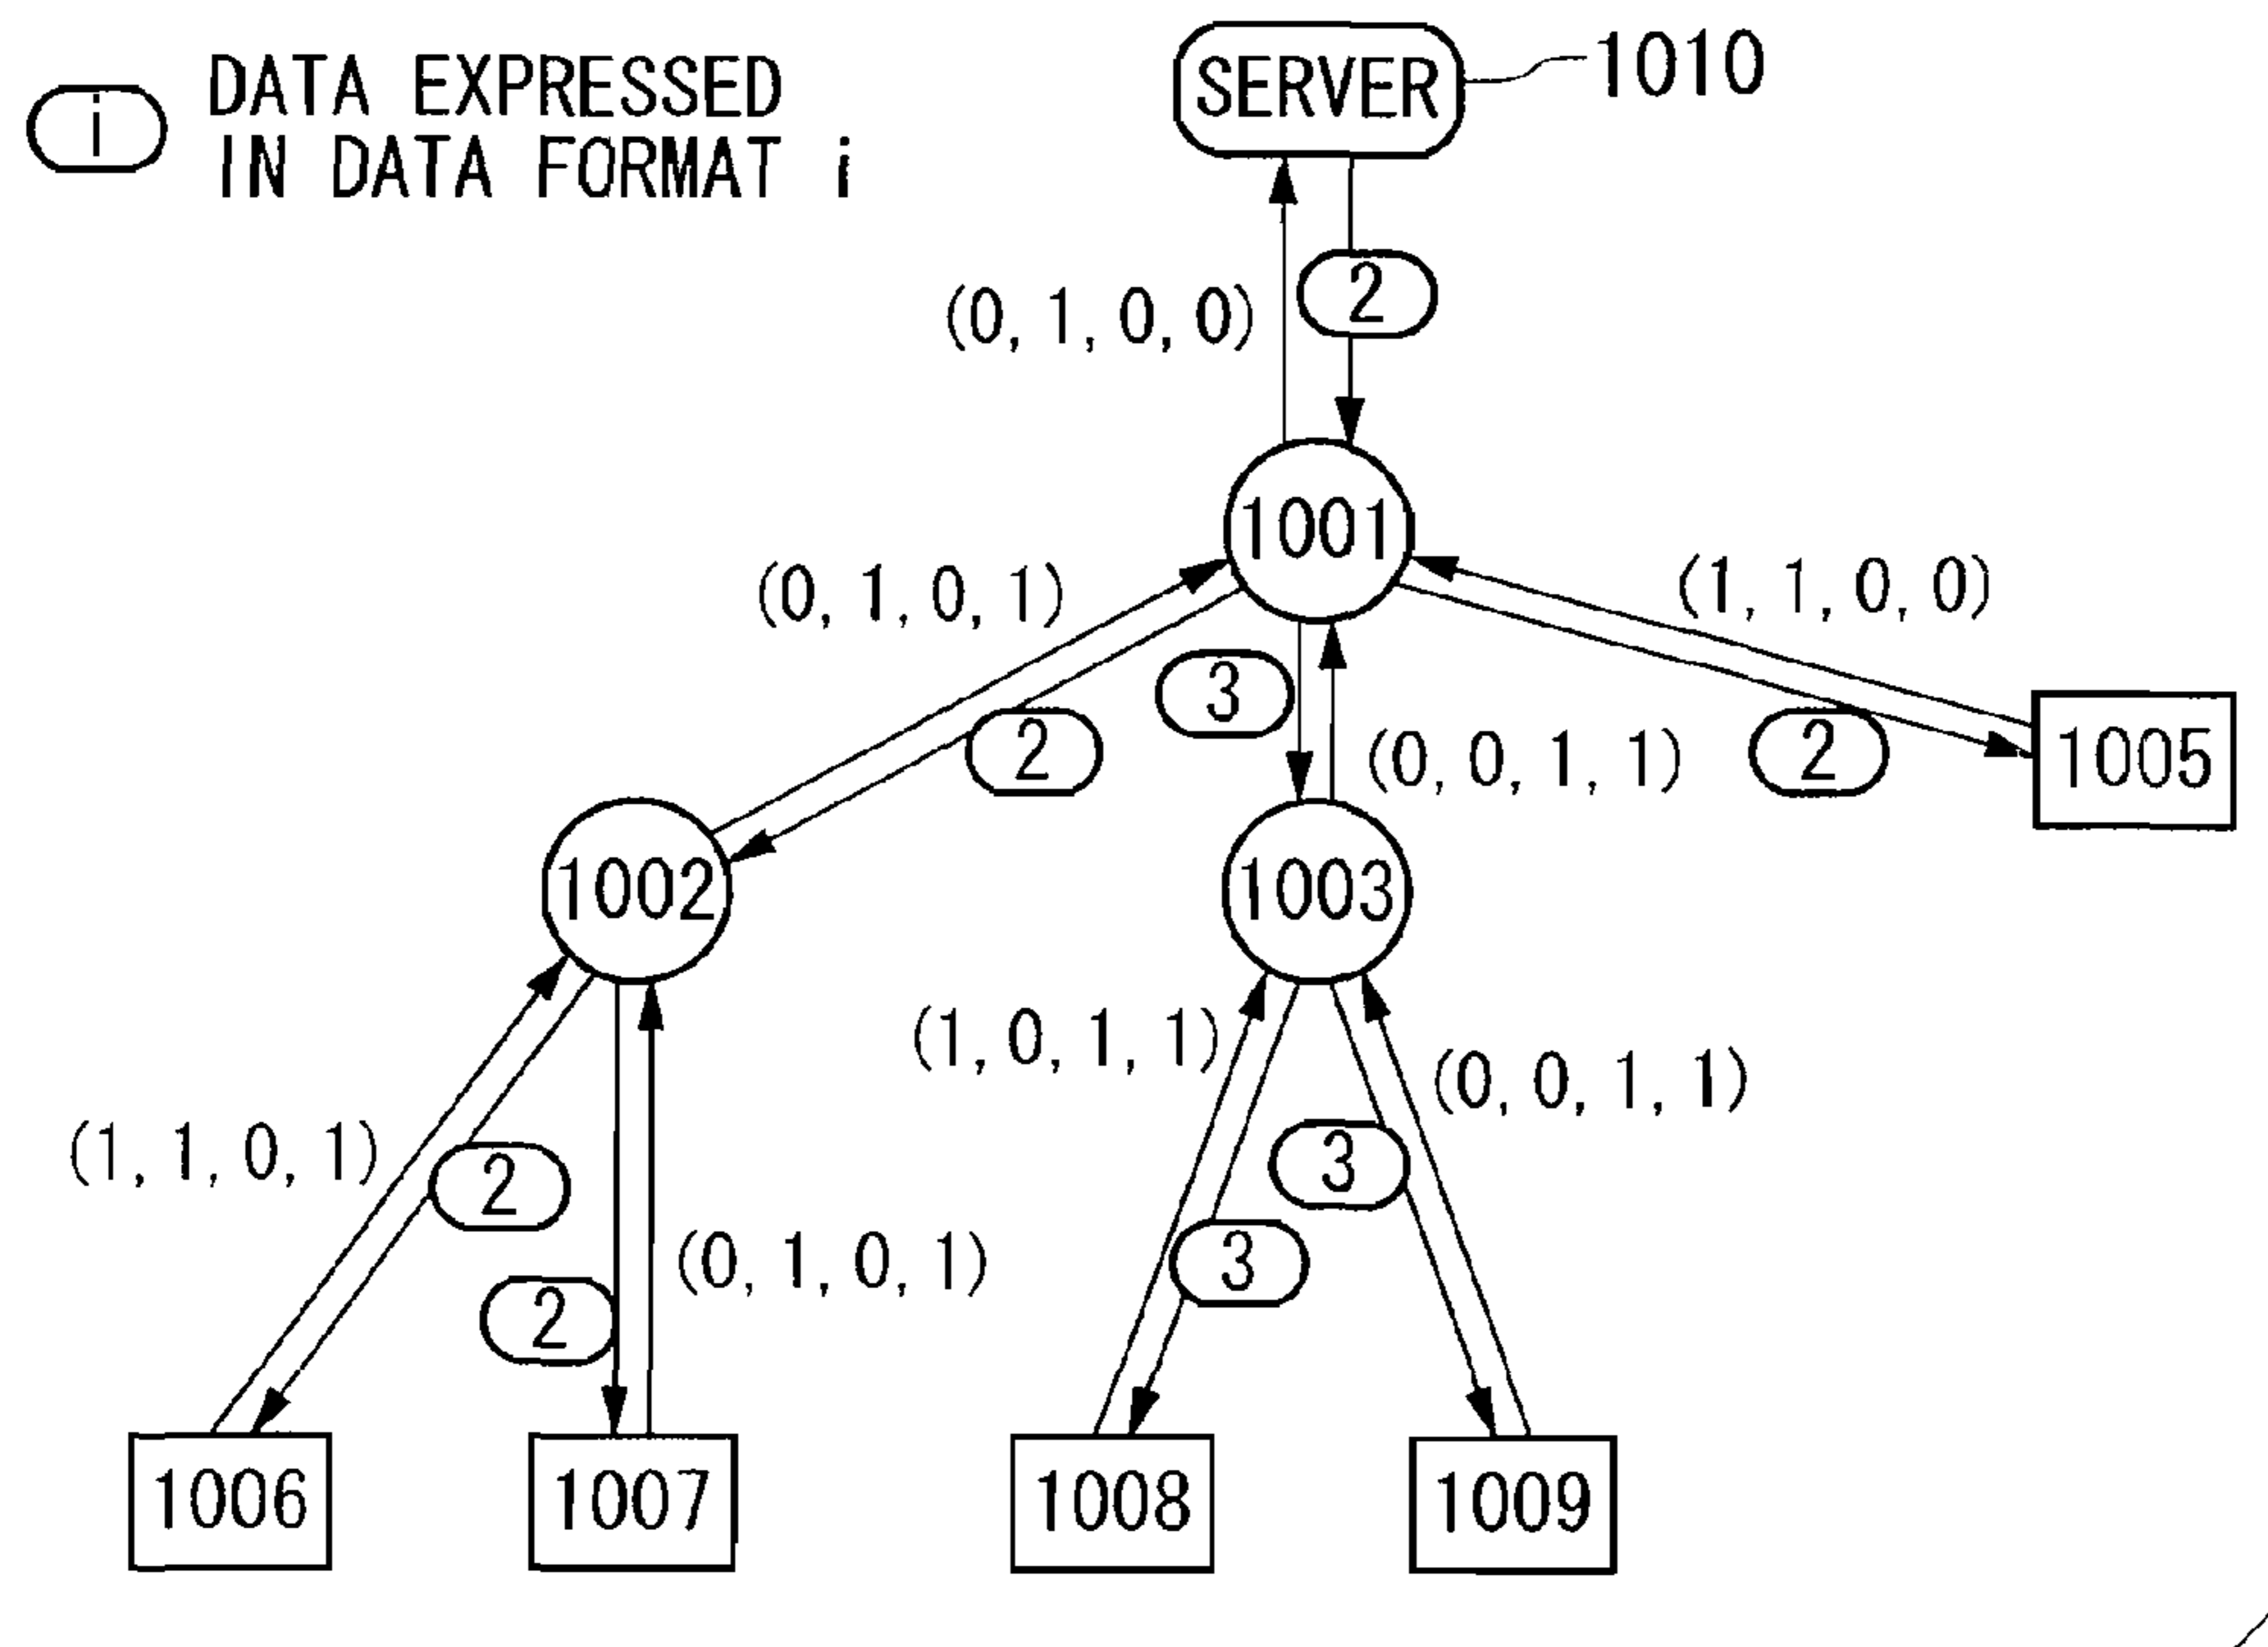 DATA EXPRESSED
IN DATA FORMAT i
i
SERVER
1010
(0, 1, 0, 0)
2
1001
(0, 1, 0, 1)
(1, 1, 0, 0)
3
2
(0, 0, 1, 1)
2
1005
1002
1003
(1, 0, 1, 1)
(0, 0, 1, 1)
(1, 1, 0, 1)
2
3
(0, 1, 0, 1)
3
2
1006
1007
1008
1009